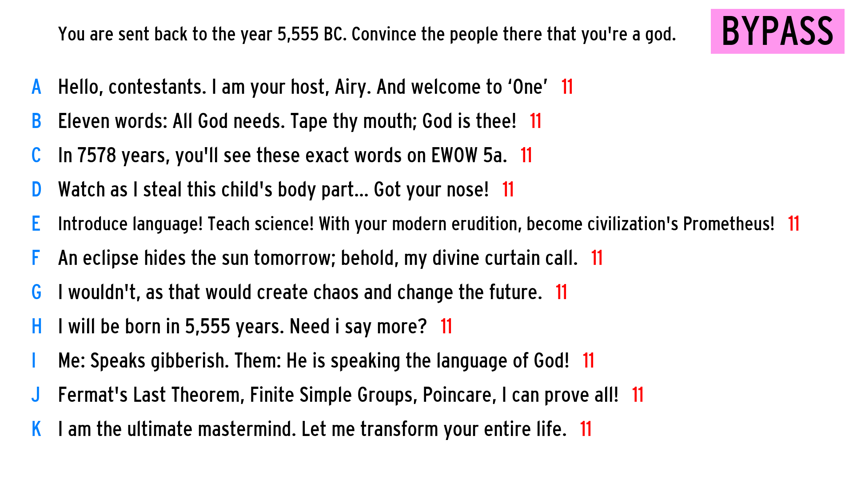 You are sent back to the year 5,555 BC. Convince the people there that you're a god.
BYPASS
A Hello, contestants. I am your host, Airy. And welcome to ‘One’ 11
B Eleven words: All God needs. Tape thy mouth; God is thee! 11
C In 7578 years, you'll see these exact words on EWOW 5a. 11
D Watch as I steal this child's body part... Got your nose! 11
E Introduce language! Teach science! With your modern erudition, become civilization's Prometheus! 11
F An eclipse hides the sun tomorrow; behold, my divine curtain call. 11
G I wouldn't, as that would create chaos and change the future. 11
H I will be born in 5,555 years. Need i say more? 11
I Me: Speaks gibberish. Them: He is speaking the language of God! 11
J Fermat's Last Theorem, Finite Simple Groups, Poincare, I can prove all! 11
K I am the ultimate mastermind. Let me transform your entire life. 11